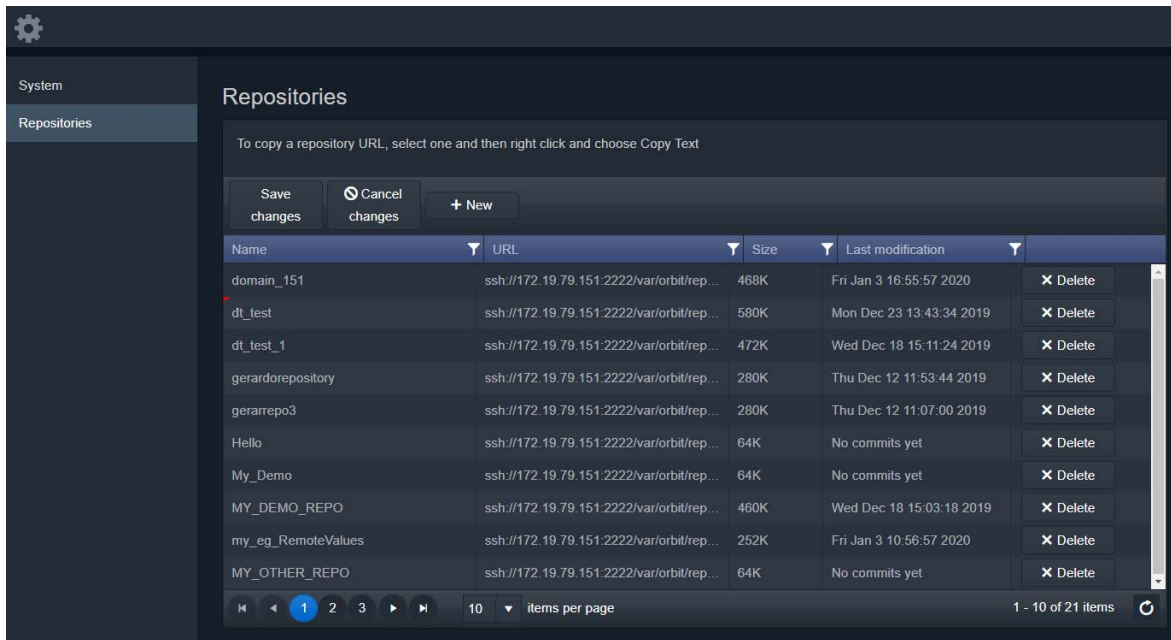 System
Repositories
Repositories
To copy a repository URL, select one and then right click and choose Copy Text
Save changes Cancel changes + New
Name URL Size Last modification
domain_151 ssh://172.19.79.151:2222/var/orbit/rep... 468K Fri Jan 3 16:55:57 2020 Delete
dt_test ssh://172.19.79.151:2222/var/orbit/rep... 580K Mon Dec 23 13:43:34 2019 Delete
dt_test_1 ssh://172.19.79.151:2222/var/orbit/rep... 472K Wed Dec 18 15:11:24 2019 Delete
gerardorepository ssh://172.19.79.151:2222/var/orbit/rep... 280K Thu Dec 12 11:53:44 2019 Delete
gerarrepo3 ssh://172.19.79.151:2222/var/orbit/rep... 280K Thu Dec 12 11:07:00 2019 Delete
Hello ssh://172.19.79.151:2222/var/orbit/rep... 64K No commits yet Delete
My_Demo ssh://172.19.79.151:2222/var/orbit/rep... 64K No commits yet Delete
MY_DEMO_REPO ssh://172.19.79.151:2222/var/orbit/rep... 460K Wed Dec 18 15:03:18 2019 Delete
my_eg_RemoteValues ssh://172.19.79.151:2222/var/orbit/rep... 252K Fri Jan 3 10:56:57 2020 Delete
MY_OTHER_REPO ssh://172.19.79.151:2222/var/orbit/rep... 64K No commits yet Delete
1 2 3 10 items per page 1 - 10 of 21 items